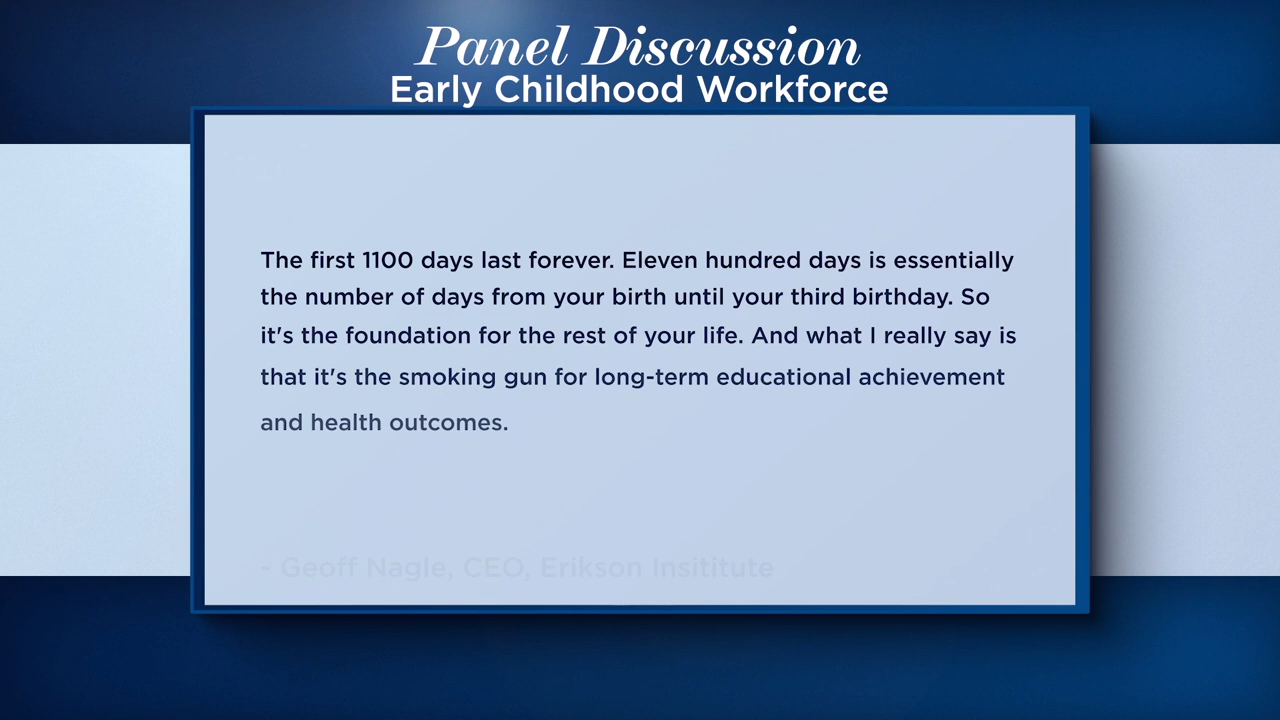 Panel Discussion
Early Childhood Workforce
The first 1100 days last forever. Eleven hundred days is essentially
the number of days from your birth until your third birthday. So
it's the foundation for the rest of your life. And what I really say is
that it's the smoking gun for long-term educational achievement
and health outcomes.
- Geoff Nagle, CEO, Erikson Insititute